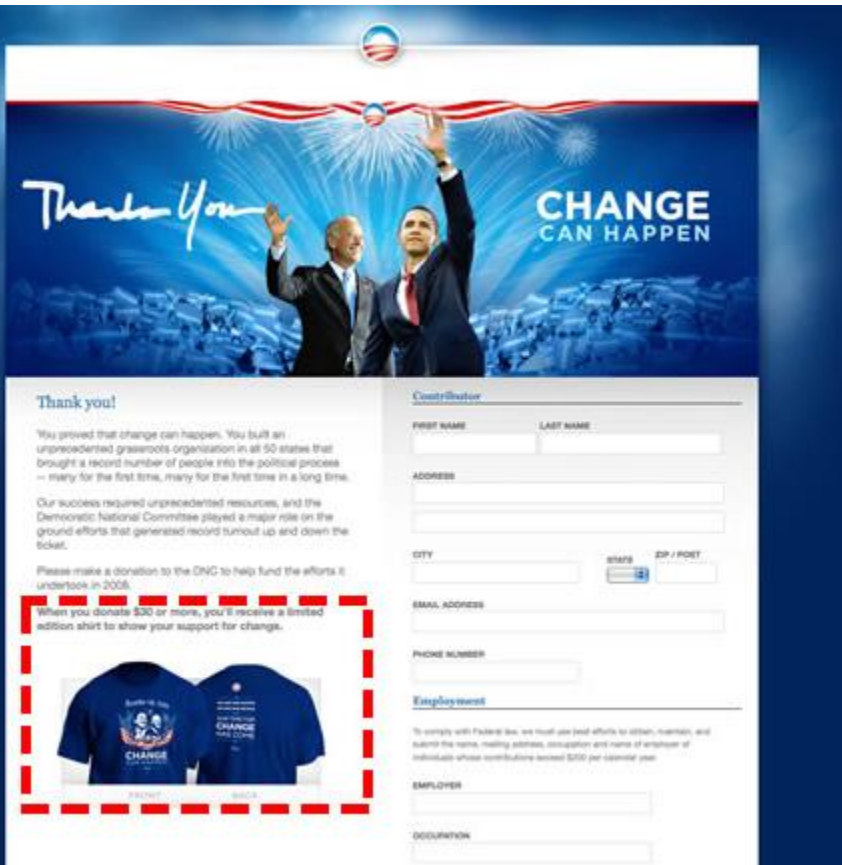 Thank You
CHANGE
CAN HAPPEN
Thank you!
You proved that change can happen. You built an
unprecedented grassroots organization in all 50 states that
brought a record number of people into the political process
— many for the first time, many for the first time in a long time.
Our success required unprecedented resources, and the
Democratic National Committee played a major role on the
ground efforts that generated record turnout up and down the
ticket.
Please make a donation to the DNC to help fund the efforts it
undertook in 2008.
When you donate $30 or more, you'll receive a limited
edition shirt to show your support for change.
CHANGE
CAN HAPPEN
CHANGE
HAS COME
FRONT BACK
Contributor
FIRST NAME LAST NAME
ADDRESS
CITY STATE ZIP / POST
EMAIL ADDRESS
PHONE NUMBER
Employment
To comply with Federal law, we must use best efforts to obtain, maintain, and
submit the name, mailing address, occupation and name of employer of
individuals whose contributions exceed $200 per calendar year.
EMPLOYER
OCCUPATION